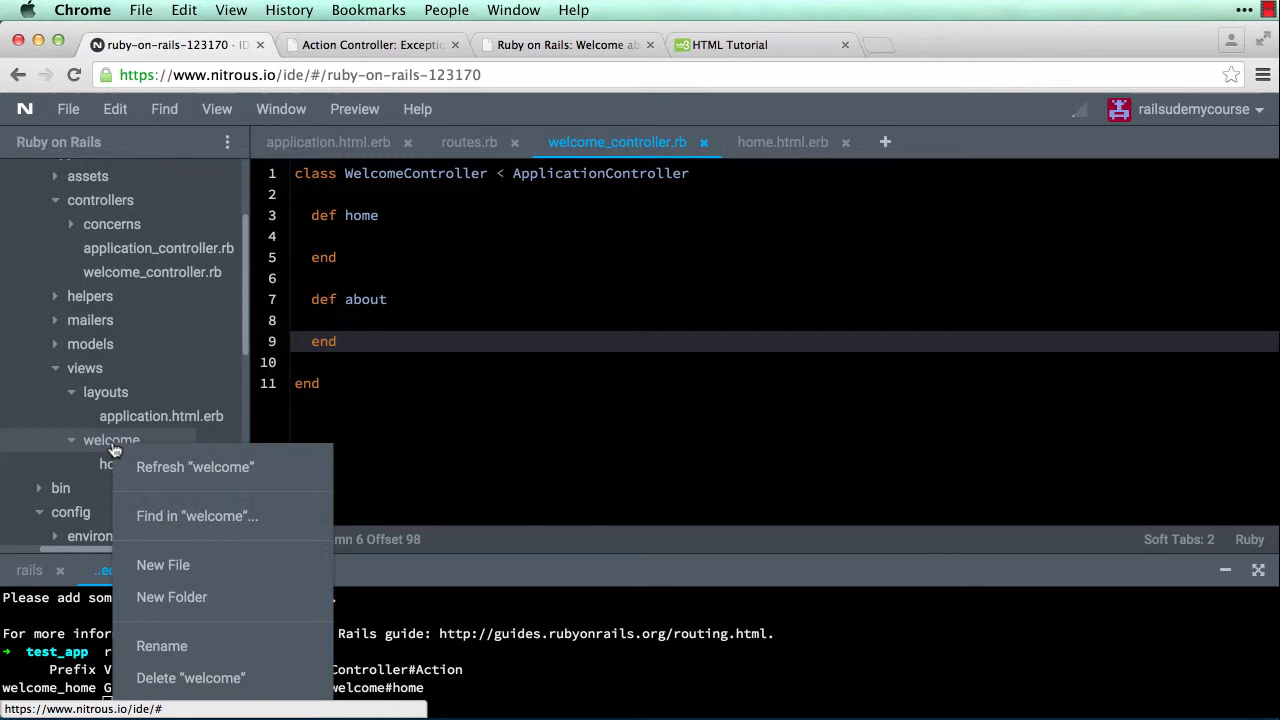 Chrome File Edit View History Bookmarks People Window Help
ruby-on-rails-123170 · ID
Action Controller: Exceptio
Ruby on Rails: Welcome ab
HTML Tutorial
https://www.nitrous.io/ide/#/ruby-on-rails-123170
N File Edit Find View Window Preview Help railsudemycourse
Ruby on Rails
application.html.erb routes.rb welcome_controller.rb home.html.erb
assets
controllers
concerns
application_controller.rb
welcome_controller.rb
helpers
mailers
models
views
layouts
application.html.erb
welcome
ho
bin
config
environ
1 class WelcomeController < ApplicationController
2
3 def home
4
5 end
6
7 def about
8
9 end
10
11 end
Refresh “welcome”
Find in “welcome”...
New File
New Folder
Rename
Delete “welcome”
mn 6 Offset 98
Soft Tabs: 2 Ruby
rails
Please add som
For more infor Rails guide: http://guides.rubyonrails.org/routing.html.
→ test_app r
Prefix V ontroller#Action
welcome_home G welcome#home
https://www.nitrous.io/ide/#